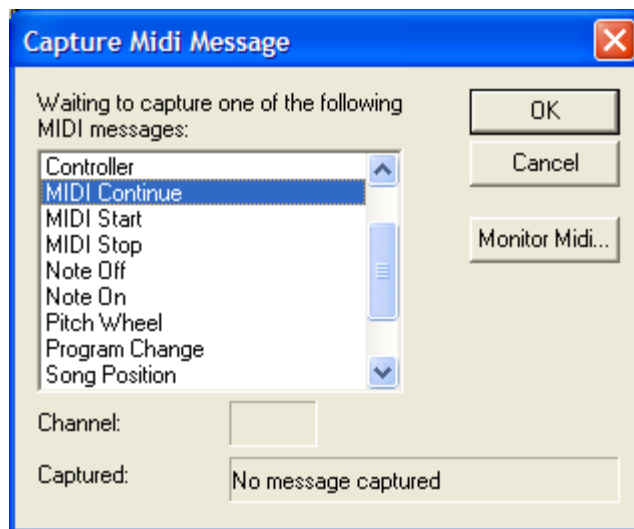 Capture Midi Message
Waiting to capture one of the following
MIDI messages:
OK
Cancel
Monitor Midi...
Controller
MIDI Continue
MIDI Start
MIDI Stop
Note Off
Note On
Pitch Wheel
Program Change
Song Position
Channel:
Captured:
No message captured